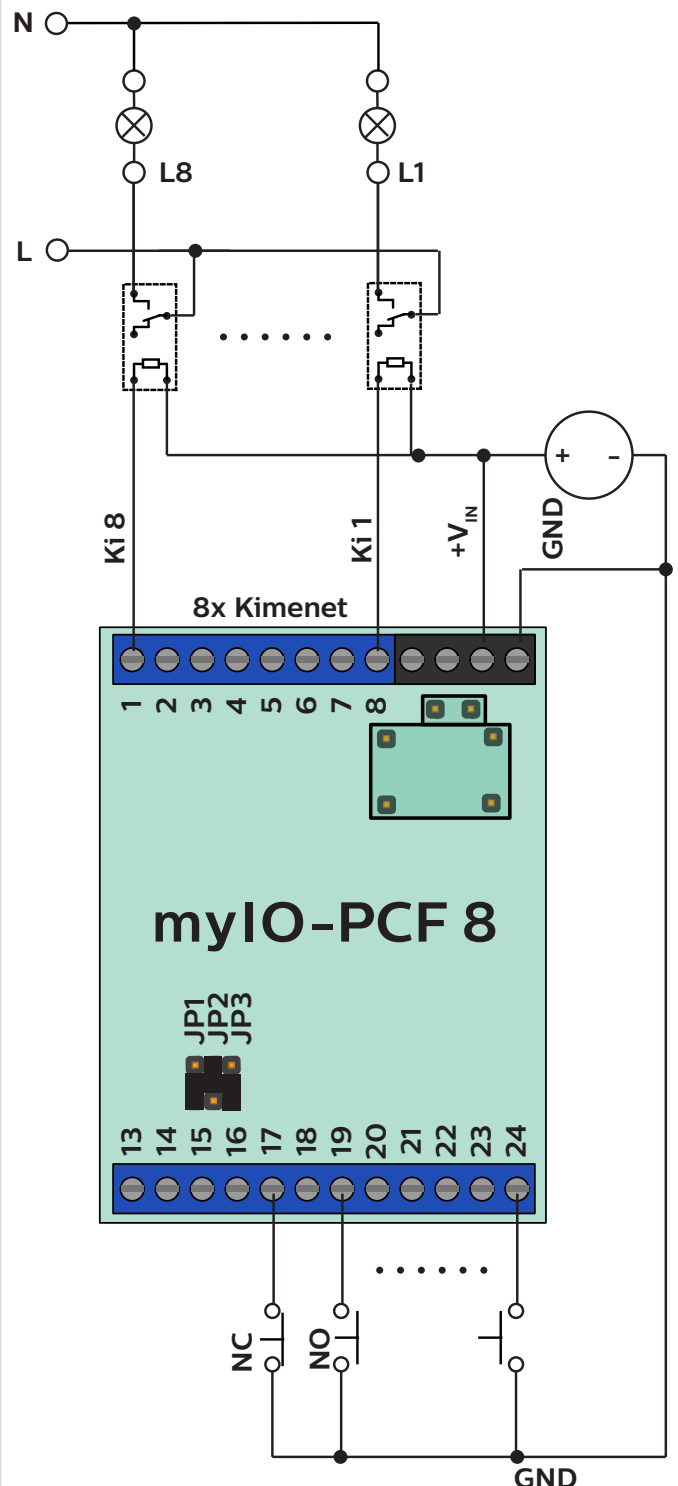 N
L8
L1
L
+ -
Ki 8
Ki 1
+VIN
GND
8x Kimenet
1 2 3 4 5 6 7 8
myIO-PCF 8
JP1
JP2
JP3
13 14 15 16 17 18 19 20 21 22 23 24
NC
NO
GND